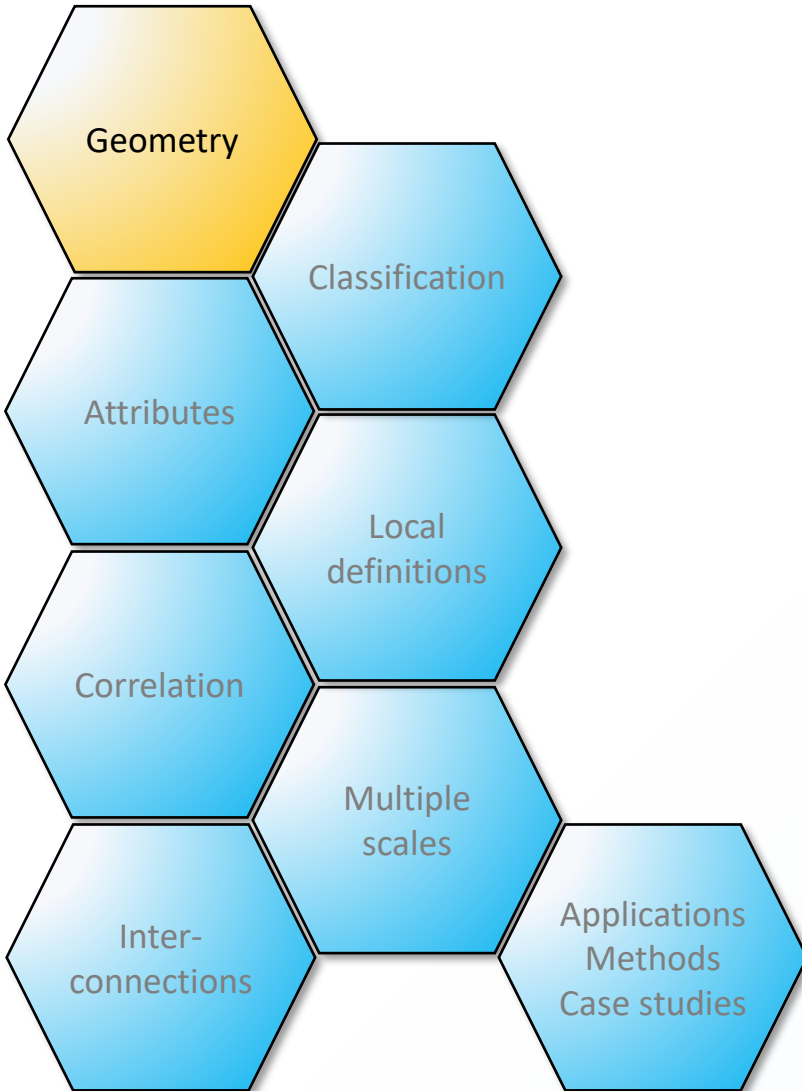 Geometry
Classification
Attributes
Local
definitions
Correlation
Multiple
scales
Inter-
connections
Applications
Methods
Case studies